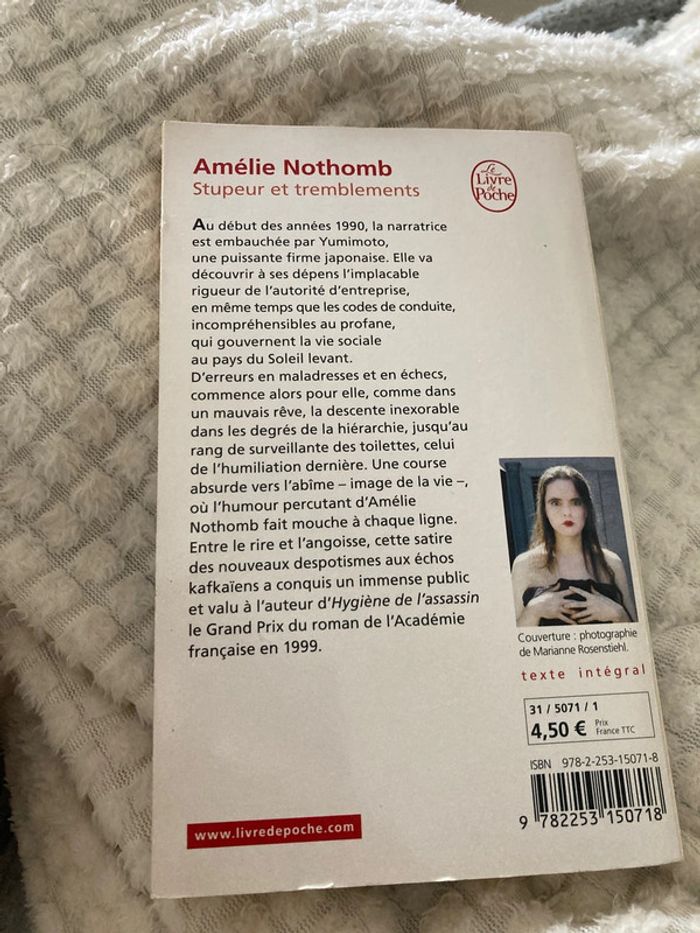 Amélie Nothomb
Stupeur et tremblements
Le
Livre
de
Poche
Au début des années 1990, la narratrice
est embauchée par Yumimoto,
une puissante firme japonaise. Elle va
découvrir à ses dépens l'implacable
rigueur de l'autorité d'entreprise,
en même temps que les codes de conduite,
incompréhensibles au profane,
qui gouvernent la vie sociale
au pays du Soleil levant.
D'erreurs en maladresses et en échecs,
commence alors pour elle, comme dans
un mauvais rêve, la descente inexorable
dans les degrés de la hiérarchie, jusqu'au
rang de surveillante des toilettes, celui
de l'humiliation dernière. Une course
absurde vers l'abîme – image de la vie –,
où l'humour percutant d'Amélie
Nothomb fait mouche à chaque ligne.
Entre le rire et l'angoisse, cette satire
des nouveaux despotismes aux échos
kafkaïens a conquis un immense public
et valu à l'auteur d'Hygiène de l'assassin
le Grand Prix du roman de l'Académie
française en 1999.
Couverture : photographie
de Marianne Rosenstiehl.
texte intégral
31 / 5071 / 1
4,50 € Prix
France TTC
ISBN 978-2-253-15071-8
9 782253 150718
www.livredepoche.com